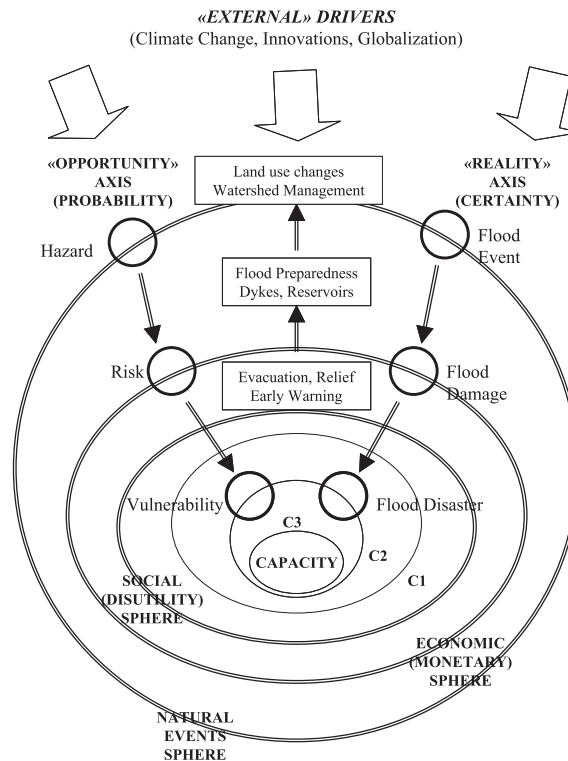 «EXTERNAL» DRIVERS
(Climate Change, Innovations, Globalization)
«OPPORTUNITY»
AXIS
(PROBABILITY)
Land use changes
Watershed Management
«REALITY»
AXIS
(CERTAINTY)
Hazard
Flood
Event
Flood Preparedness
Dykes, Reservoirs
Risk
Evacuation, Relief
Early Warning
Flood
Damage
Vulnerability
Flood Disaster
C3
CAPACITY
C2
C1
SOCIAL
(DISUTILITY)
SPHERE
ECONOMIC
(MONETARY)
SPHERE
NATURAL
EVENTS
SPHERE